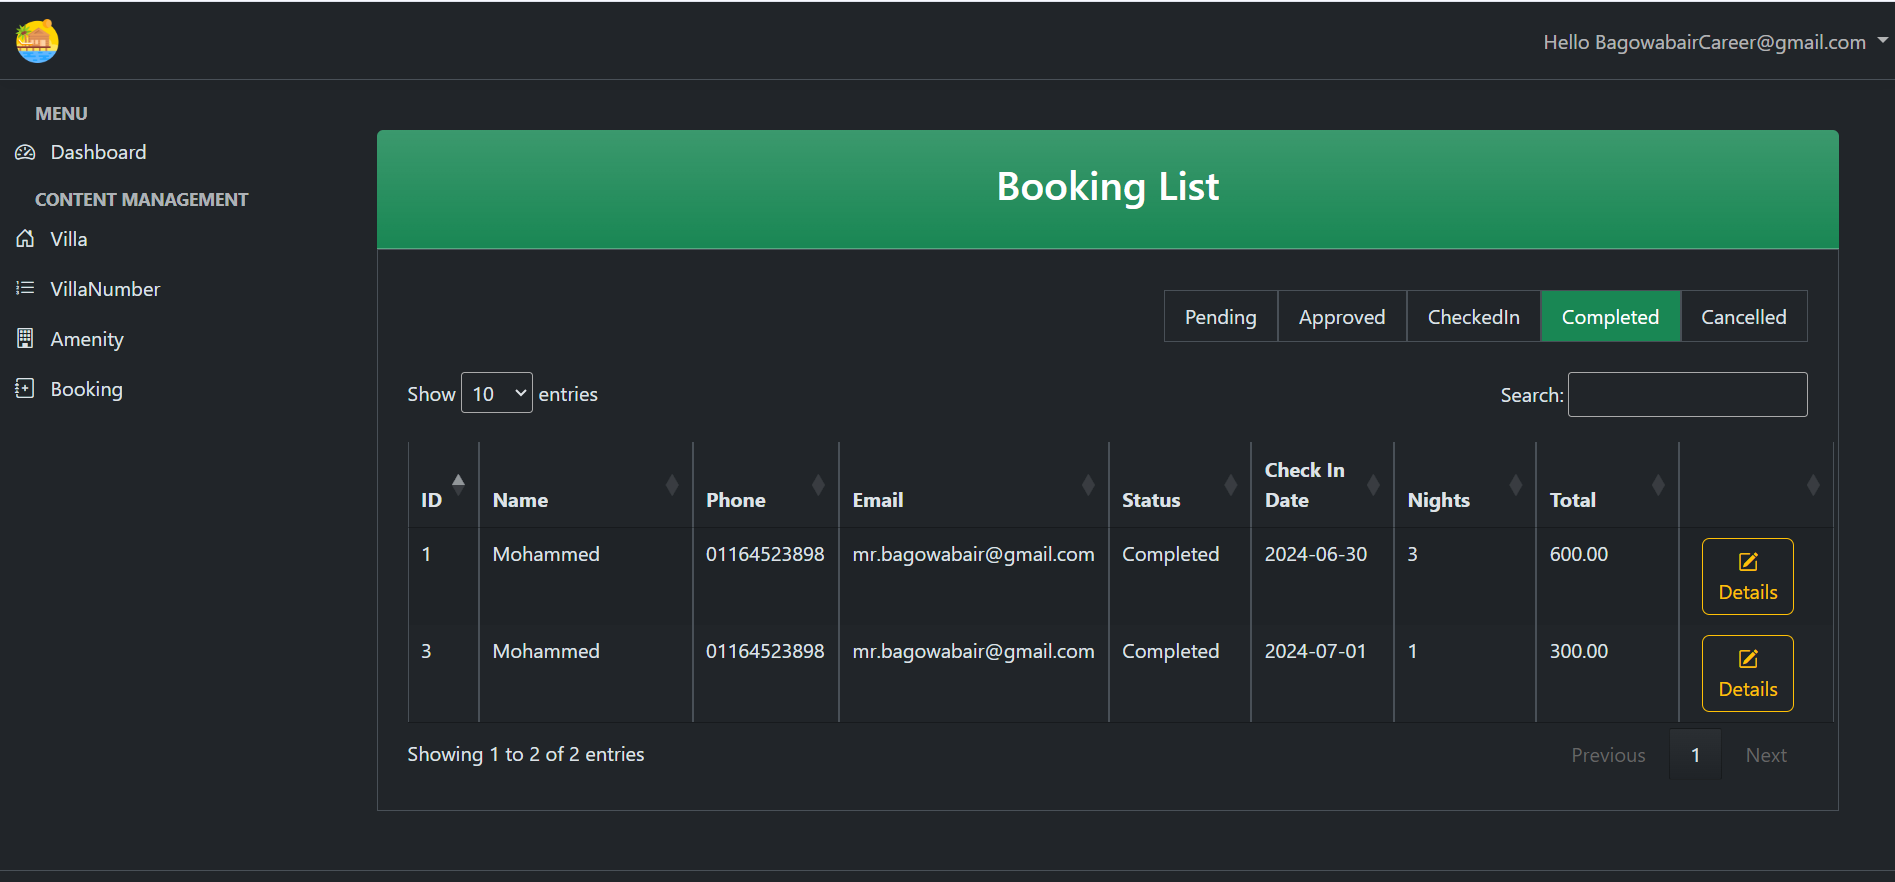 Hello BagowabairCareer@gmail.com
MENU
Dashboard
CONTENT MANAGEMENT
Villa
VillaNumber
Amenity
Booking
Booking List
Pending Approved CheckedIn Completed Cancelled
Show 10 entries Search:
ID Name Phone Email Status Check In Date Nights Total
1 Mohammed 01164523898 mr.bagowabair@gmail.com Completed 2024-06-30 3 600.00 Details
3 Mohammed 01164523898 mr.bagowabair@gmail.com Completed 2024-07-01 1 300.00 Details
Showing 1 to 2 of 2 entries Previous 1 Next